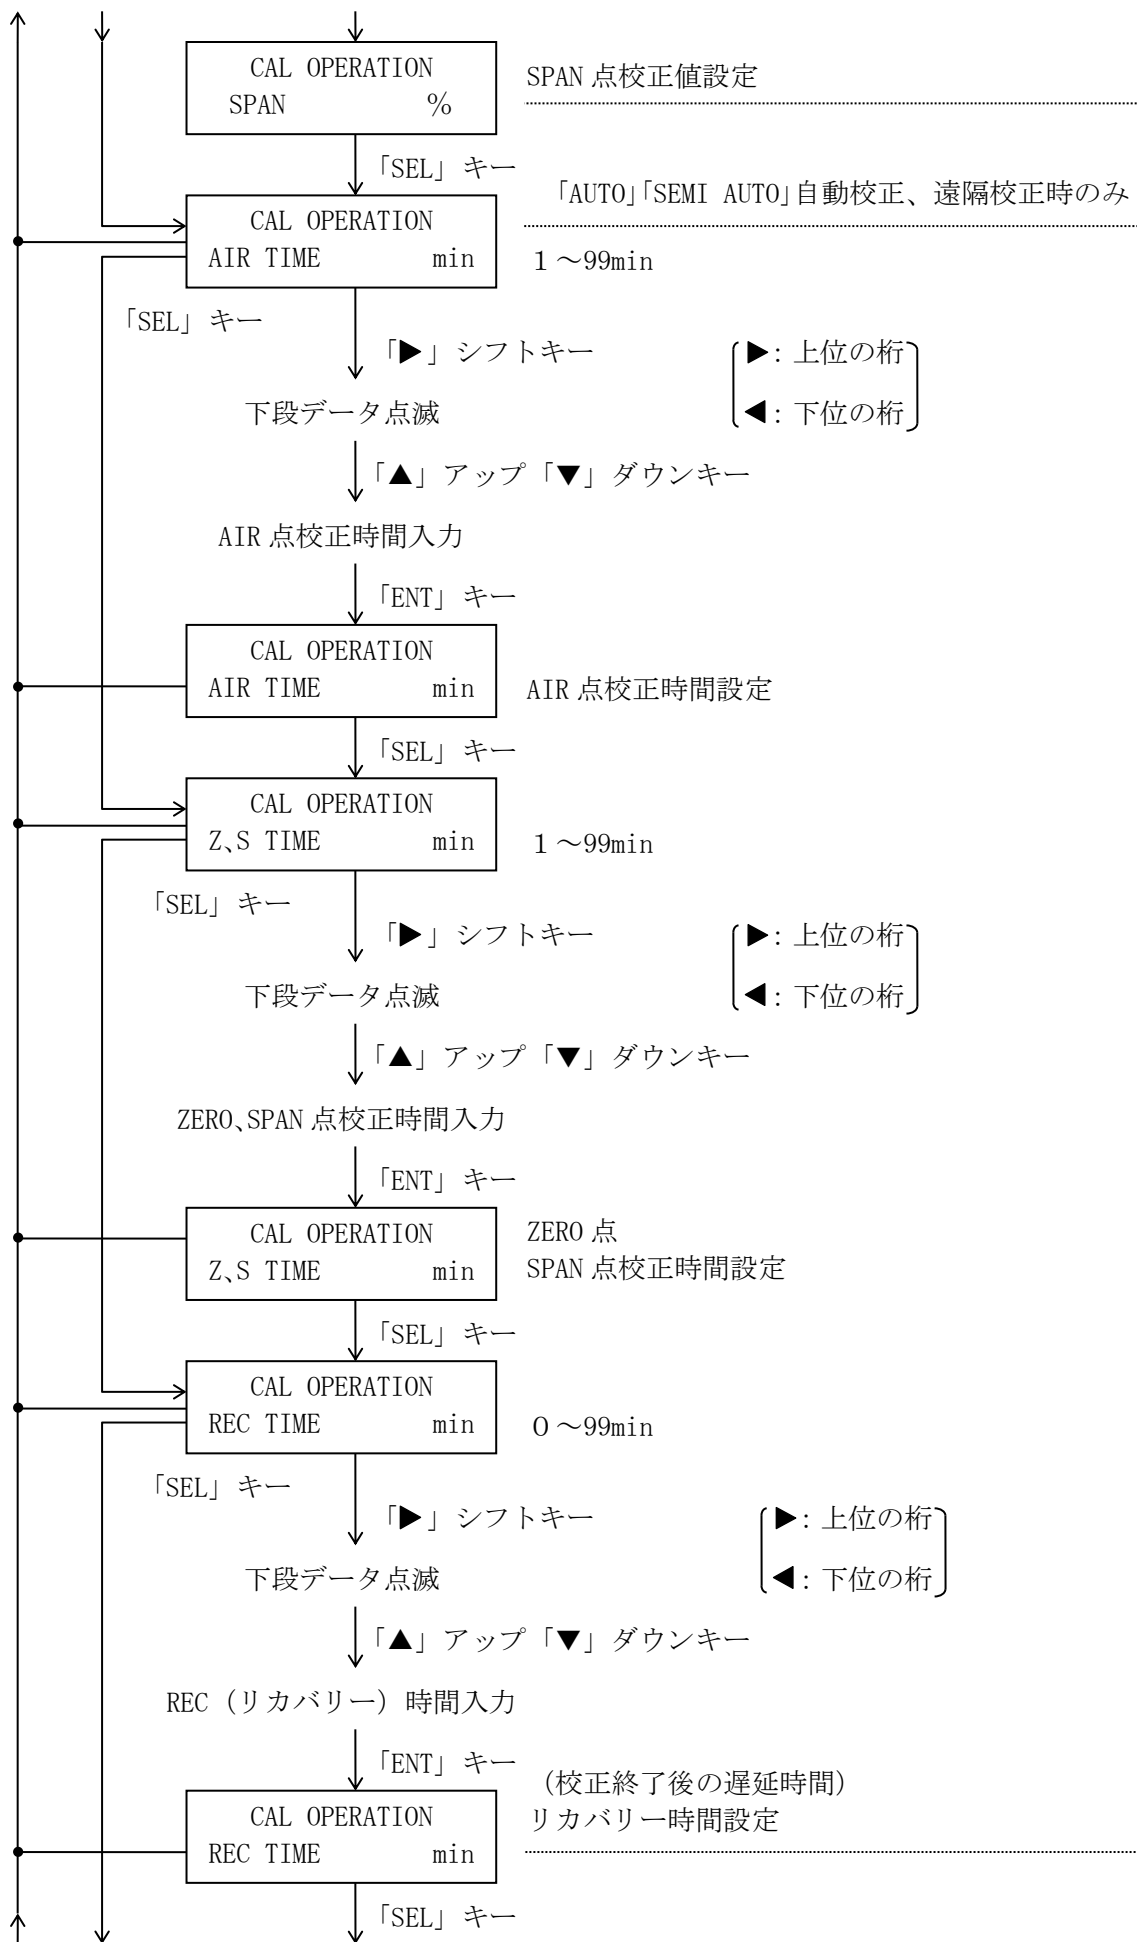 CAL OPERATION
SPAN %
SPAN 点校正値設定
「SEL」キー
「AUTO」「SEMI AUTO」自動校正、遠隔校正時のみ
CAL OPERATION
AIR TIME min
1～99min
「SEL」キー
「▶」シフトキー
▶：上位の桁
下段データ点滅
◀：下位の桁
「▲」アップ「▼」ダウンキー
AIR 点校正時間入力
「ENT」キー
CAL OPERATION
AIR TIME min
AIR 点校正時間設定
「SEL」キー
CAL OPERATION
Z、S TIME min
1～99min
「SEL」キー
「▶」シフトキー
▶：上位の桁
下段データ点滅
◀：下位の桁
「▲」アップ「▼」ダウンキー
ZERO、SPAN 点校正時間入力
「ENT」キー
CAL OPERATION
Z、S TIME min
ZERO 点
SPAN 点校正時間設定
「SEL」キー
CAL OPERATION
REC TIME min
0～99min
「SEL」キー
「▶」シフトキー
▶：上位の桁
下段データ点滅
◀：下位の桁
「▲」アップ「▼」ダウンキー
REC（リカバリー）時間入力
「ENT」キー
（校正終了後の遅延時間）
リカバリー時間設定
CAL OPERATION
REC TIME min
「SEL」キー